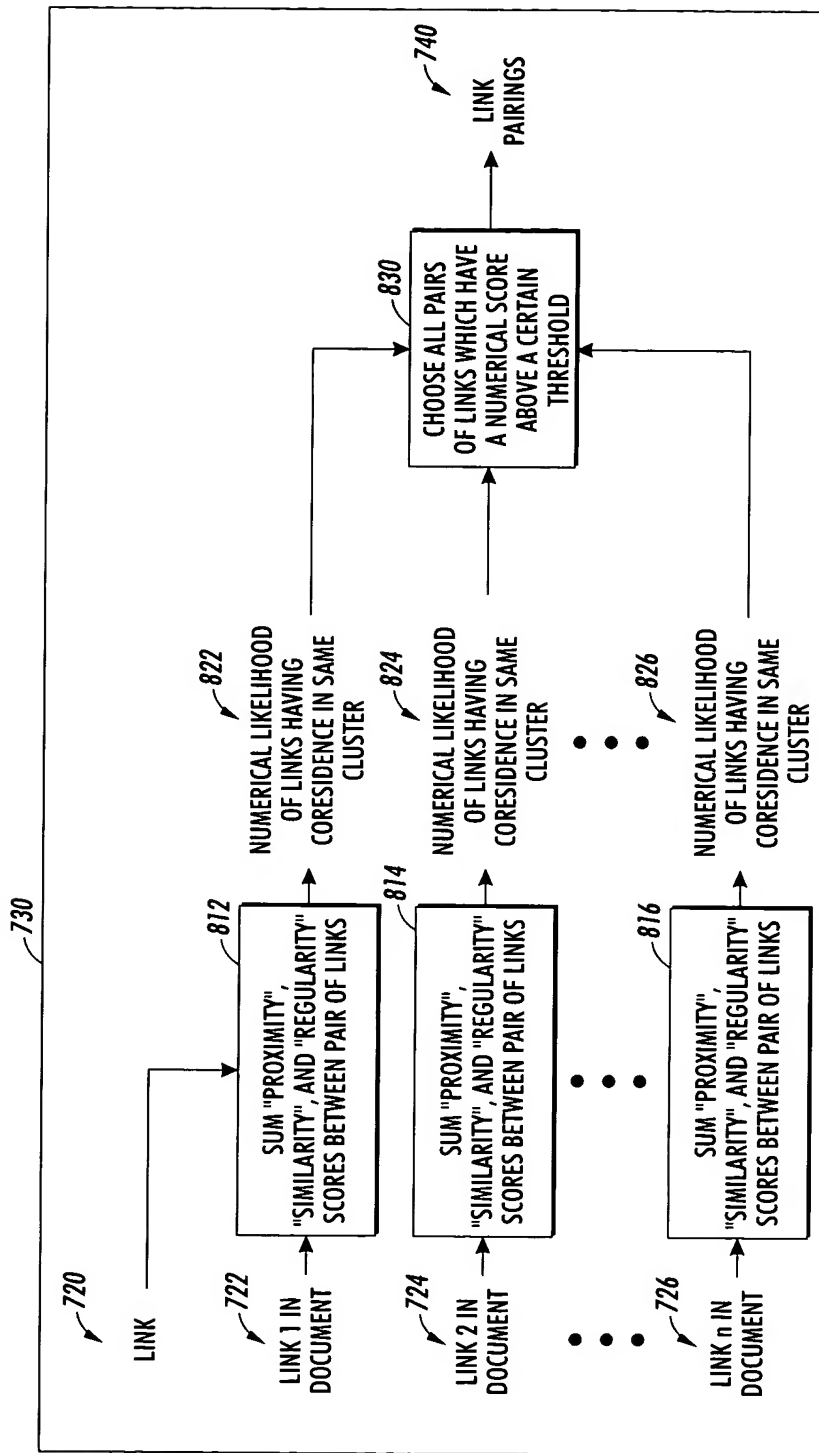 730
720
LINK
722
LINK 1 IN
DOCUMENT
812
SUM "PROXIMITY",
"SIMILARITY", AND "REGULARITY"
SCORES BETWEEN PAIR OF LINKS
822
NUMERICAL LIKELIHOOD
OF LINKS HAVING
CORESIDENCE IN SAME
CLUSTER
724
LINK 2 IN
DOCUMENT
814
SUM "PROXIMITY",
"SIMILARITY", AND "REGULARITY"
SCORES BETWEEN PAIR OF LINKS
824
NUMERICAL LIKELIHOOD
OF LINKS HAVING
CORESIDENCE IN SAME
CLUSTER
726
LINK n IN
DOCUMENT
816
SUM "PROXIMITY",
"SIMILARITY", AND "REGULARITY"
SCORES BETWEEN PAIR OF LINKS
826
NUMERICAL LIKELIHOOD
OF LINKS HAVING
CORESIDENCE IN SAME
CLUSTER
830
CHOOSE ALL PAIRS
OF LINKS WHICH HAVE
A NUMERICAL SCORE
ABOVE A CERTAIN
THRESHOLD
740
LINK
PAIRINGS